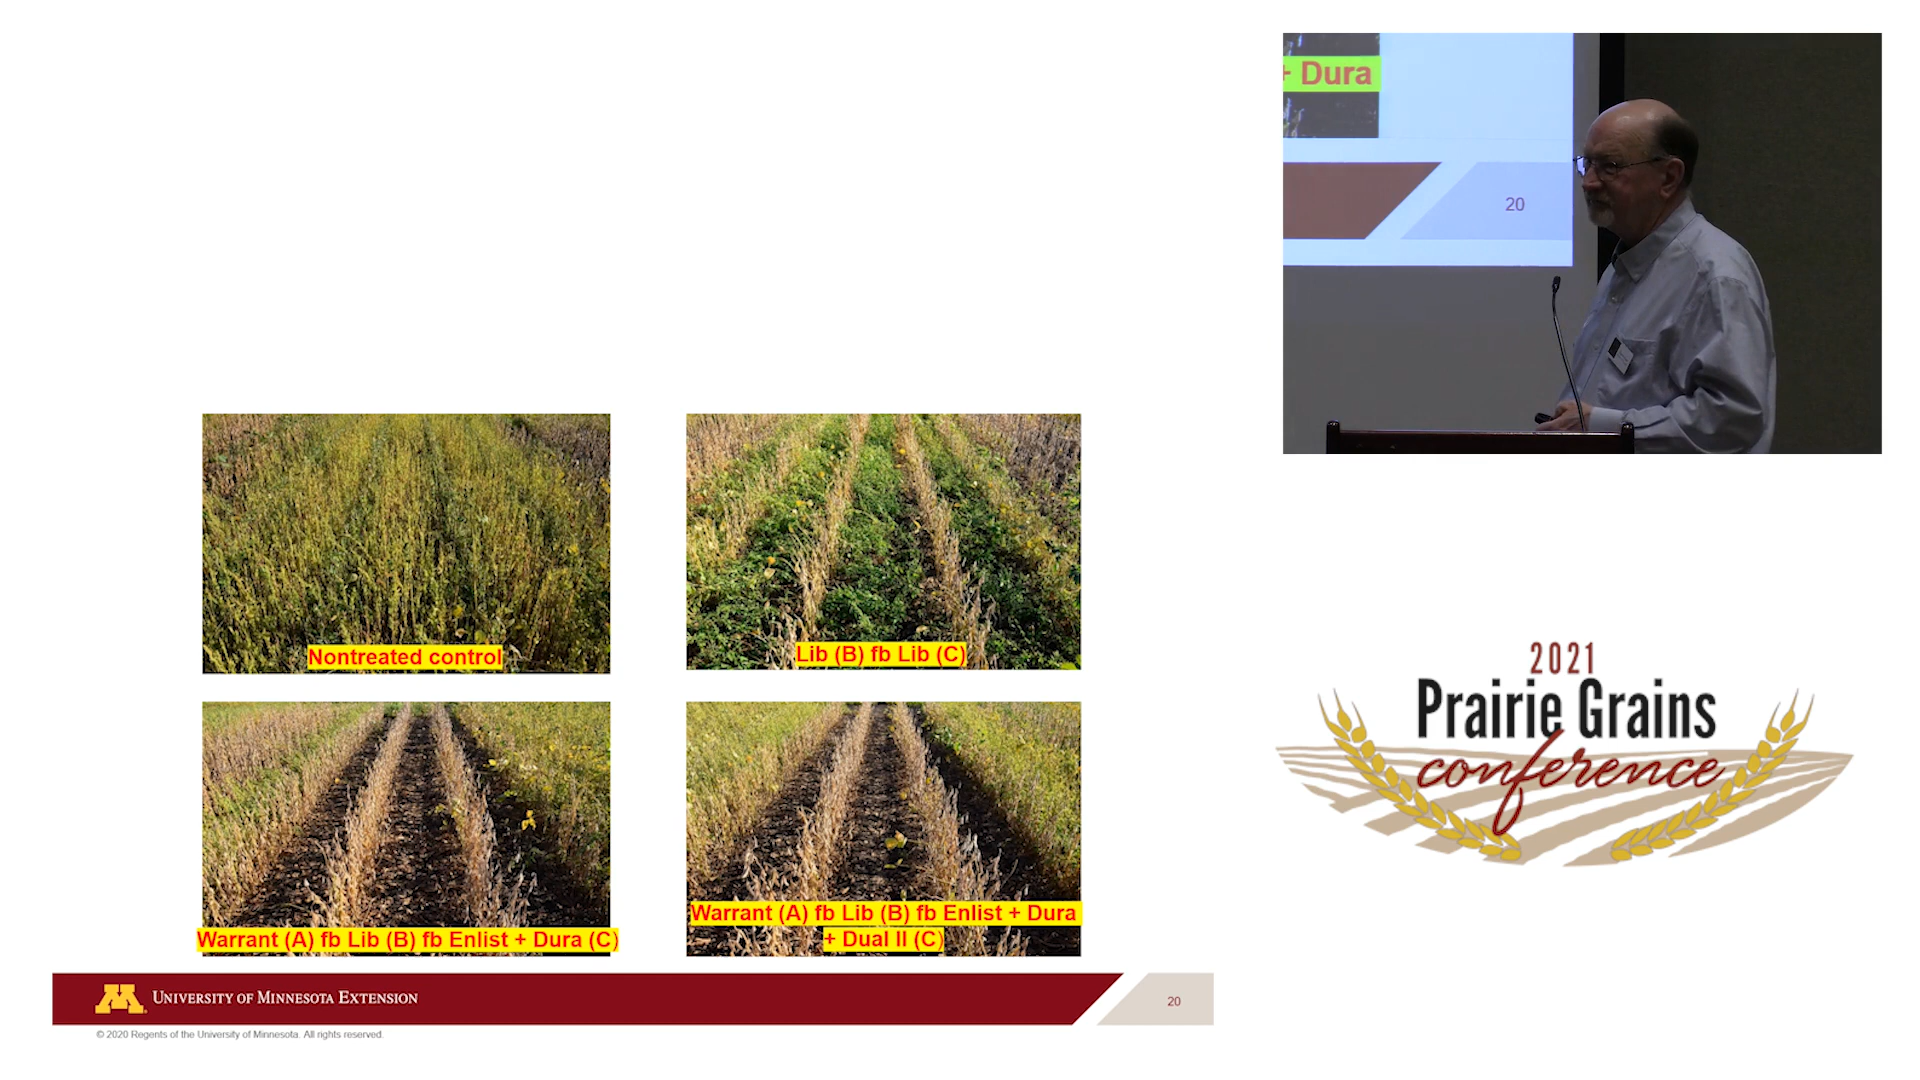 + Dura
20
Nontreated control
Lib (B) fb Lib (C)
Warrant (A) fb Lib (B) fb Enlist + Dura (C)
Warrant (A) fb Lib (B) fb Enlist + Dura
+ Dual II (C)
2021
Prairie Grains
conference
M
University of Minnesota Extension
20
© 2020 Regents of the University of Minnesota. All rights reserved.